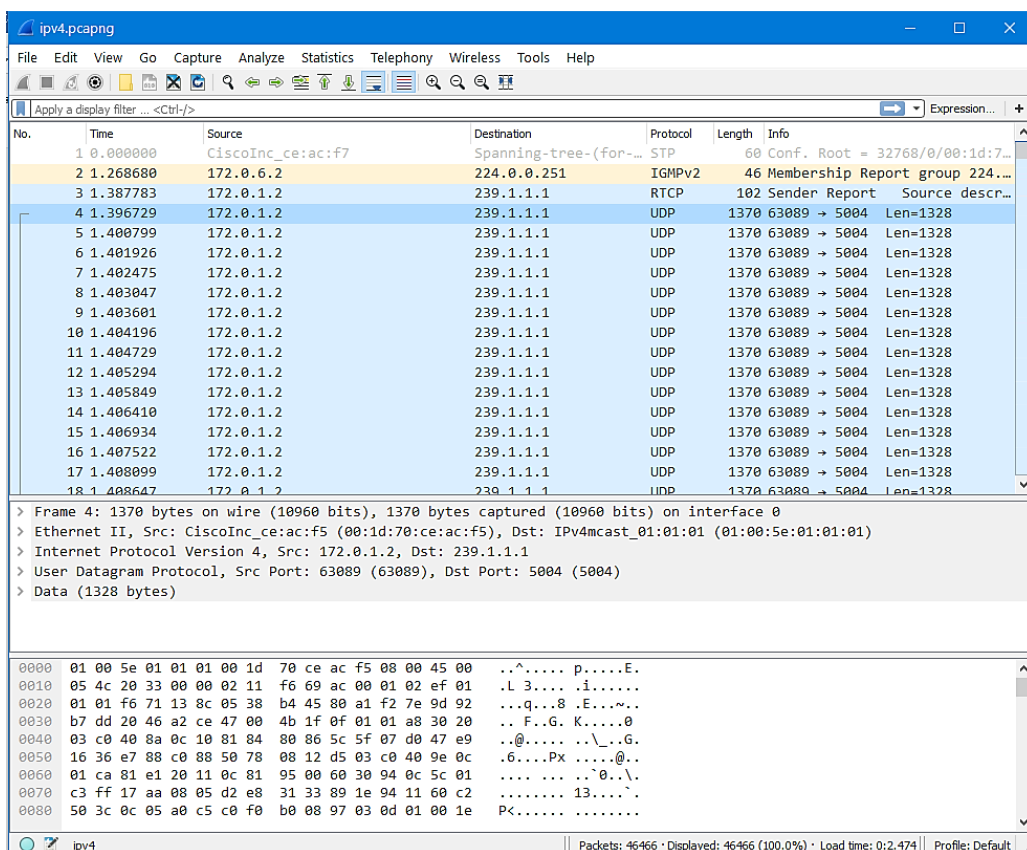 ipv4.pcapng
File Edit View Go Capture Analyze Statistics Telephony Wireless Tools Help
Apply a display filter ... <Ctrl-/> Expression... +
No. Time Source Destination Protocol Length Info
1 0.000000 CiscoInc_ce:ac:f7 Spanning-tree-(for-... STP 60 Conf. Root = 32768/0/00:1d:7...
2 1.268680 172.0.6.2 224.0.0.251 IGMPv2 46 Membership Report group 224...
3 1.387783 172.0.1.2 239.1.1.1 RTCP 102 Sender Report Source descr...
4 1.396729 172.0.1.2 239.1.1.1 UDP 1370 63089 → 5004 Len=1328
5 1.400799 172.0.1.2 239.1.1.1 UDP 1370 63089 → 5004 Len=1328
6 1.401926 172.0.1.2 239.1.1.1 UDP 1370 63089 → 5004 Len=1328
7 1.402475 172.0.1.2 239.1.1.1 UDP 1370 63089 → 5004 Len=1328
8 1.403047 172.0.1.2 239.1.1.1 UDP 1370 63089 → 5004 Len=1328
9 1.403601 172.0.1.2 239.1.1.1 UDP 1370 63089 → 5004 Len=1328
10 1.404196 172.0.1.2 239.1.1.1 UDP 1370 63089 → 5004 Len=1328
11 1.404729 172.0.1.2 239.1.1.1 UDP 1370 63089 → 5004 Len=1328
12 1.405294 172.0.1.2 239.1.1.1 UDP 1370 63089 → 5004 Len=1328
13 1.405849 172.0.1.2 239.1.1.1 UDP 1370 63089 → 5004 Len=1328
14 1.406410 172.0.1.2 239.1.1.1 UDP 1370 63089 → 5004 Len=1328
15 1.406934 172.0.1.2 239.1.1.1 UDP 1370 63089 → 5004 Len=1328
16 1.407522 172.0.1.2 239.1.1.1 UDP 1370 63089 → 5004 Len=1328
17 1.408099 172.0.1.2 239.1.1.1 UDP 1370 63089 → 5004 Len=1328
18 1.408647 172.0.1.2 239.1.1.1 UDP 1370 63089 → 5004 Len=1328
> Frame 4: 1370 bytes on wire (10960 bits), 1370 bytes captured (10960 bits) on interface 0
> Ethernet II, Src: CiscoInc_ce:ac:f5 (00:1d:70:ce:ac:f5), Dst: IPv4mcast_01:01:01 (01:00:5e:01:01:01)
> Internet Protocol Version 4, Src: 172.0.1.2, Dst: 239.1.1.1
> User Datagram Protocol, Src Port: 63089 (63089), Dst Port: 5004 (5004)
> Data (1328 bytes)
0000 01 00 5e 01 01 01 00 1d 70 ce ac f5 08 00 45 00 ..^..... p.....E.
0010 05 4c 20 33 00 00 02 11 f6 69 ac 00 01 02 ef 01 .L 3.... .i......
0020 01 01 f6 71 13 8c 05 38 b4 45 80 a1 f2 7e 9d 92 ...q...8 .E...~..
0030 b7 dd 20 46 a2 ce 47 00 4b 1f 0f 01 01 a8 30 20 .. F..G. K.....0
0040 03 c0 40 8a 0c 10 81 84 80 86 5c 5f 07 d0 47 e9 ..@..... ..\_..G.
0050 16 36 e7 88 c0 88 50 78 08 12 d5 03 c0 40 9e 0c .6....Px .....@..
0060 01 ca 81 e1 20 11 0c 81 95 00 60 30 94 0c 5c 01 .... ... ..`0..\.
0070 c3 ff 17 aa 08 05 d2 e8 31 33 89 1e 94 11 60 c2 ........ 13....`.
0080 50 3c 0c 05 a0 c5 c0 f0 b0 08 97 03 0d 01 00 1e P<...... ........
ipv4 Packets: 46466 · Displayed: 46466 (100.0%) · Load time: 0:2.474 Profile: Default